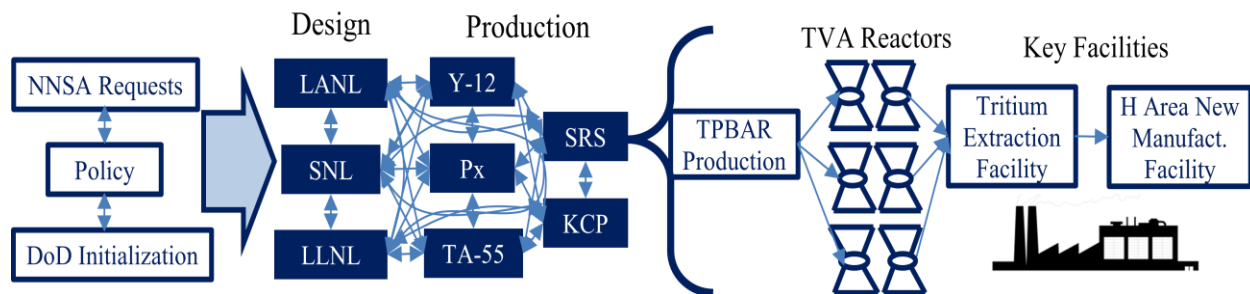 Design
Production
TVA Reactors
Key Facilities
NNSA Requests
Policy
DoD Initialization
LANL
SNL
LLNL
Y-12
Px
TA-55
SRS
KCP
TPBAR
Production
Tritium
Extraction
Facility
H Area New
Manufact.
Facility